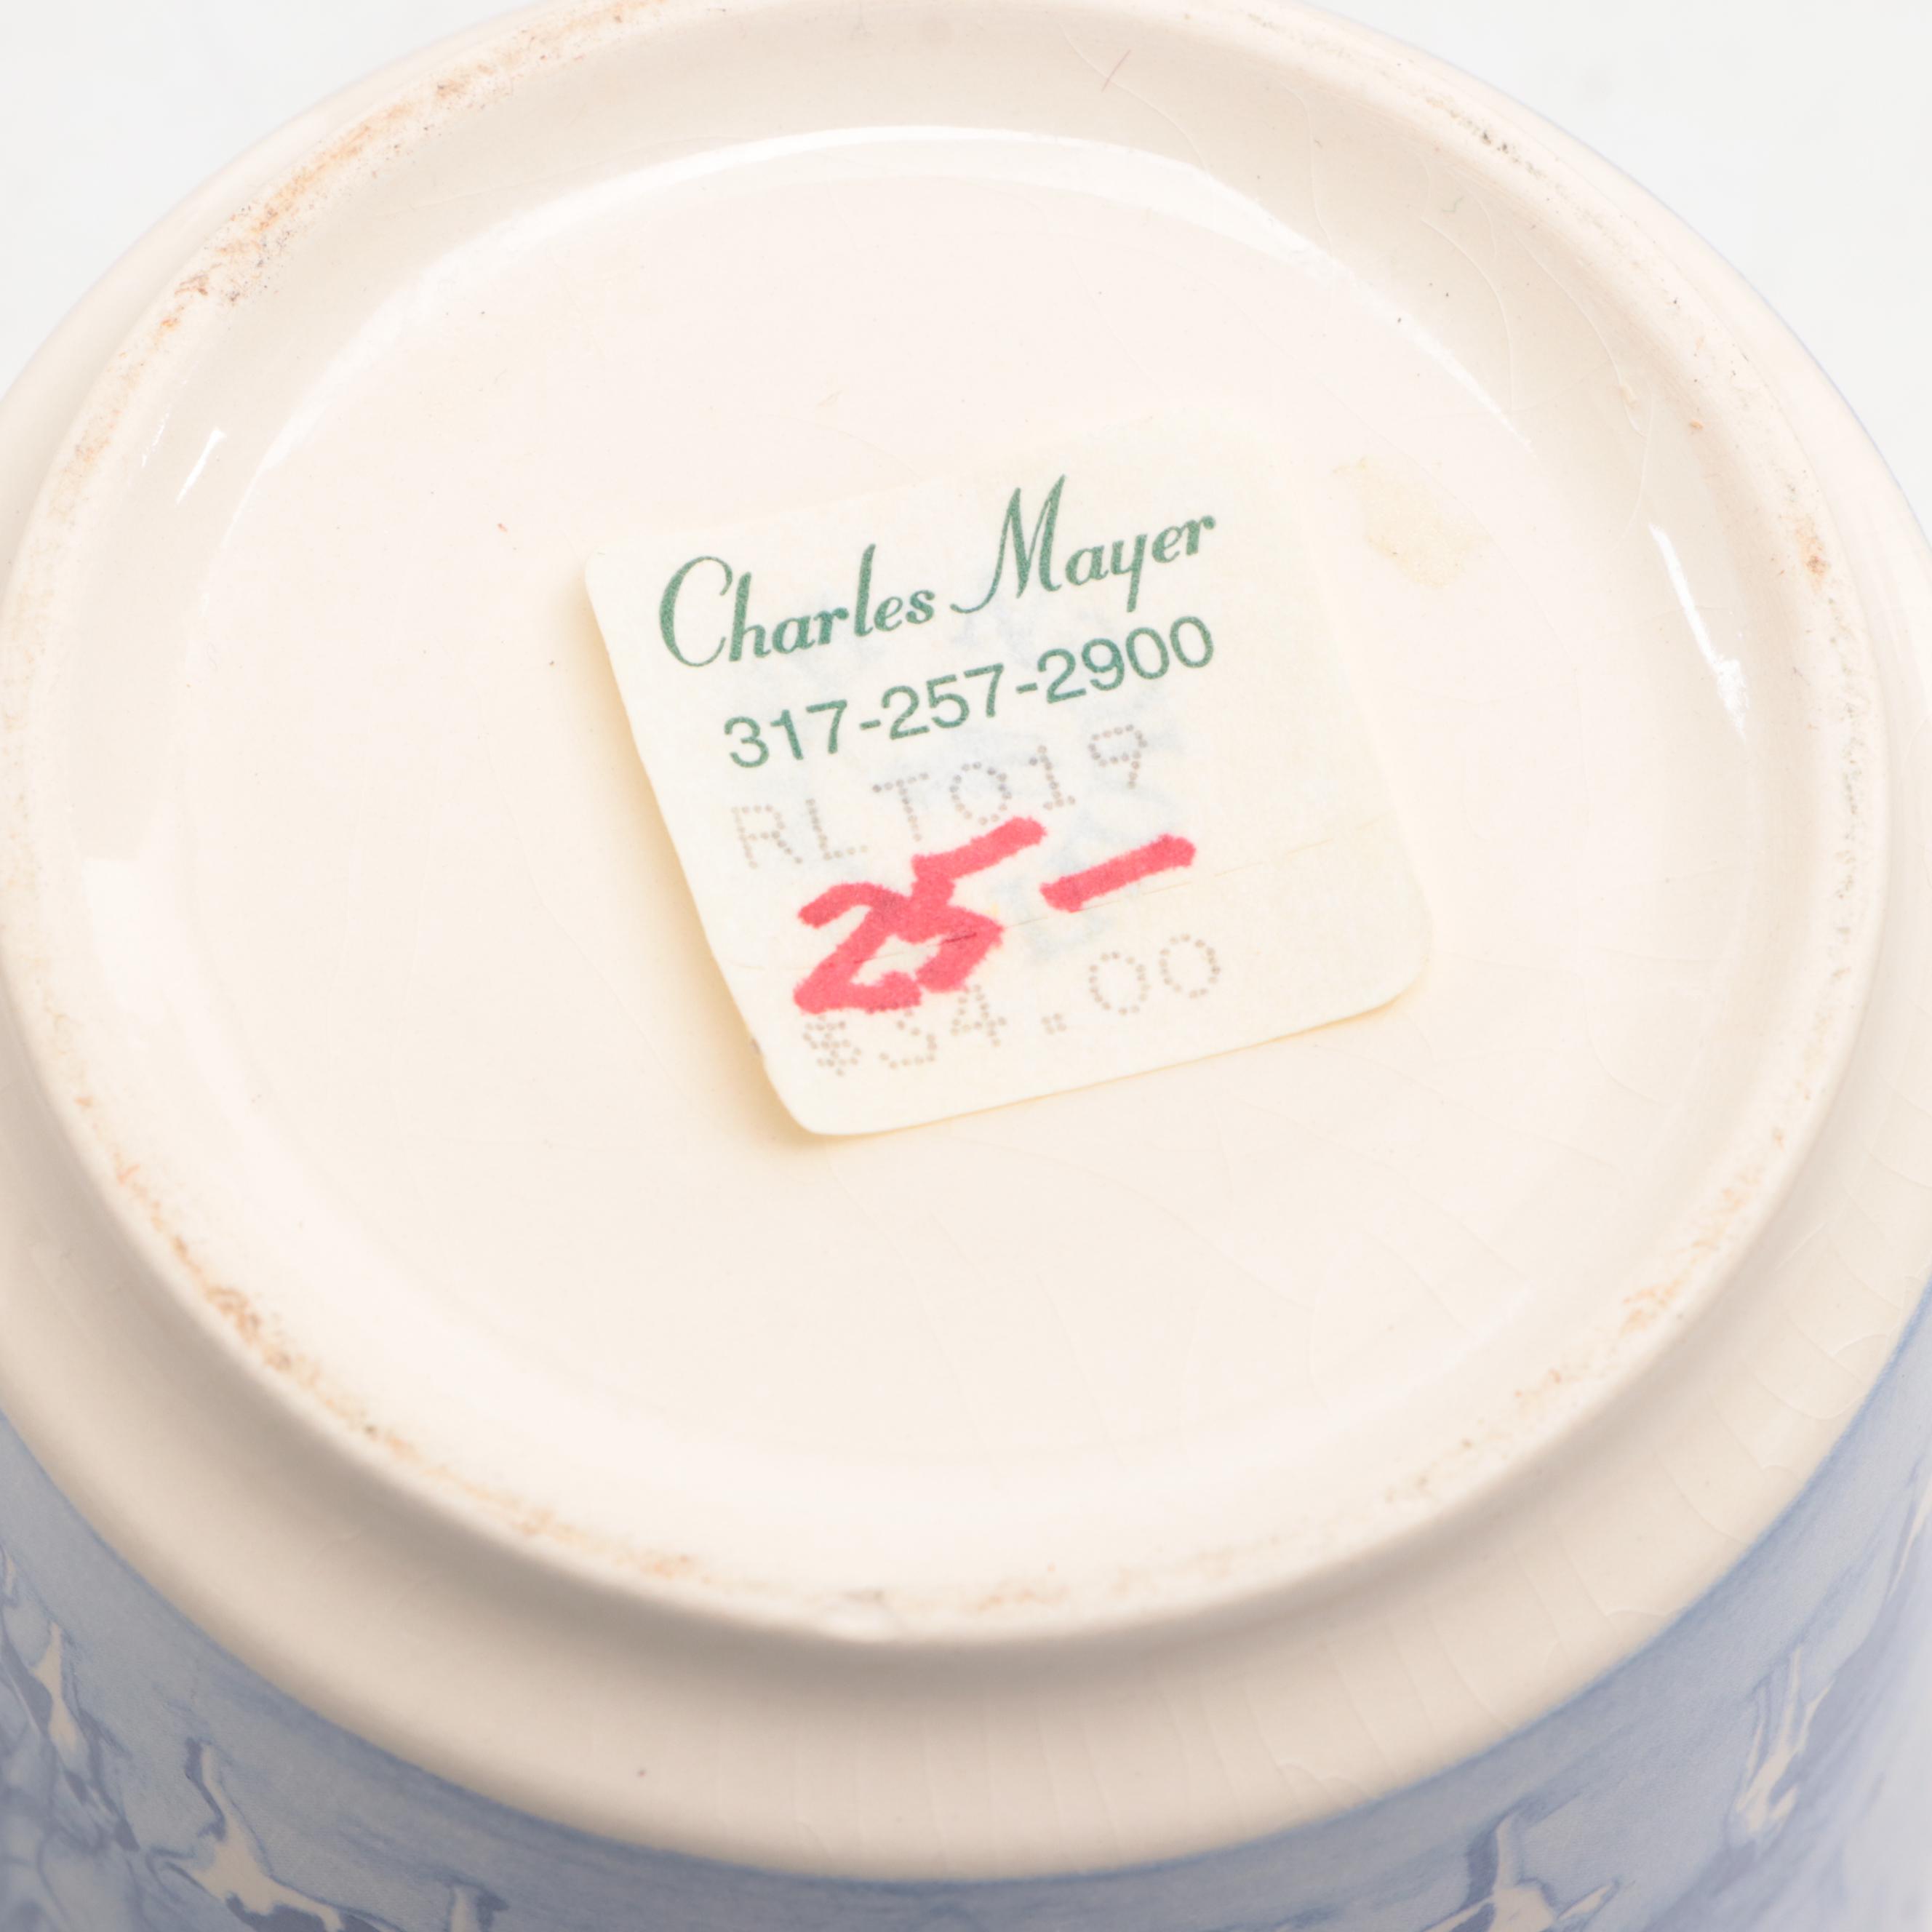 Charles Mayer
317-257-2900
RLT019
25-
$34.00